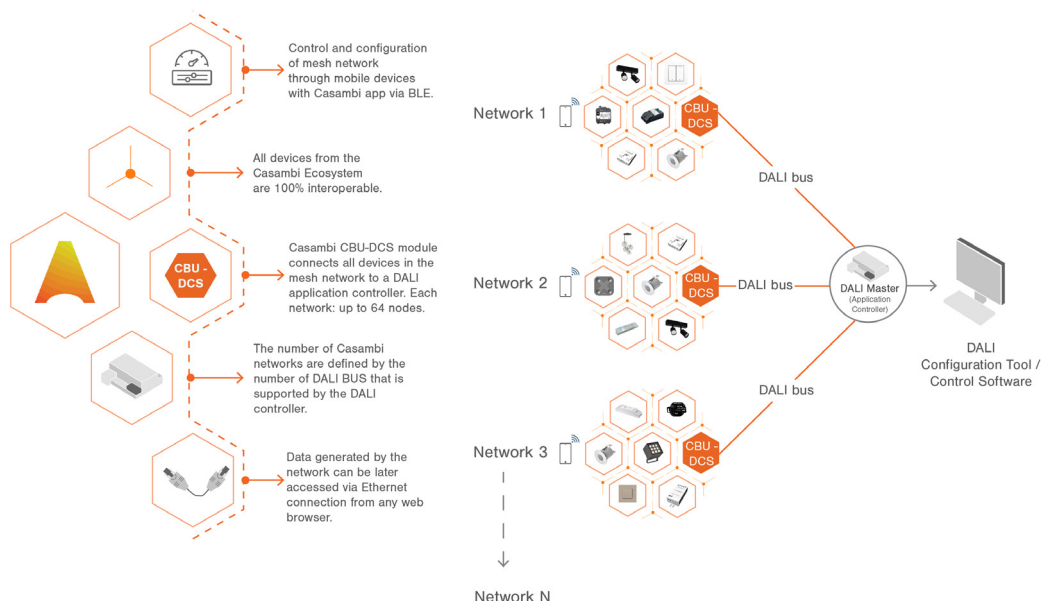 Control and configuration
of mesh network
through mobile devices
with Casambi app via BLE.
All devices from the
Casambi Ecosystem
are 100% interoperable.
CBU -
DCS
Casambi CBU-DCS module
connects all devices in the
mesh network to a DALI
application controller. Each
network: up to 64 nodes.
The number of Casambi
networks are defined by the
number of DALI BUS that is
supported by the DALI
controller.
Data generated by the
network can be later
accessed via Ethernet
connection from any web
browser.
Network 1
CBU -
DCS
DALI bus
Network 2
CBU -
DCS
DALI bus
DALI Master
(Application
Controller)
DALI
Configuration Tool /
Control Software
DALI bus
Network 3
CBU -
DCS
Network N